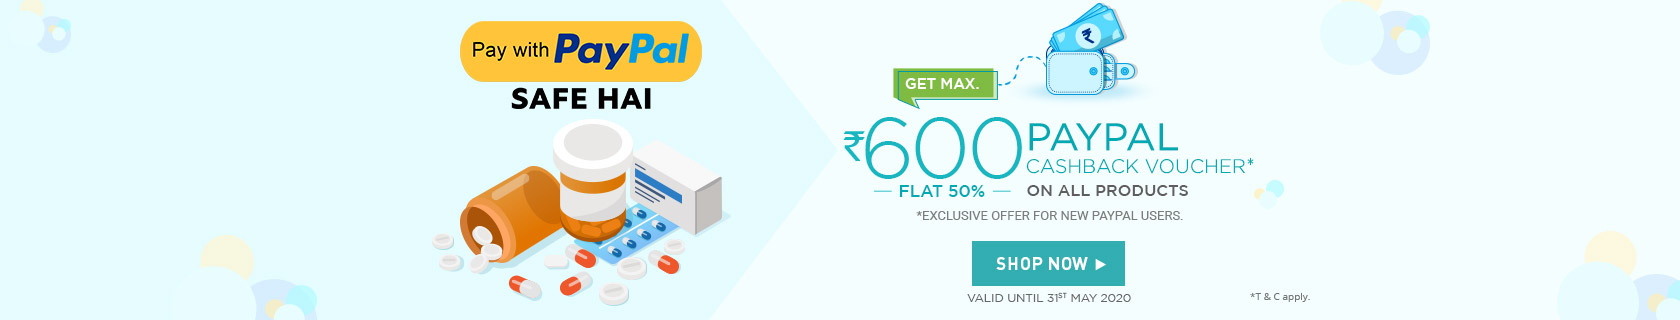 Pay with PayPal
SAFE HAI
GET MAX.
₹600 PAYPAL
CASHBACK VOUCHER*
— FLAT 50% — ON ALL PRODUCTS
*EXCLUSIVE OFFER FOR NEW PAYPAL USERS.
SHOP NOW ▶
VALID UNTIL 31ST MAY 2020
*T & C apply.
₹